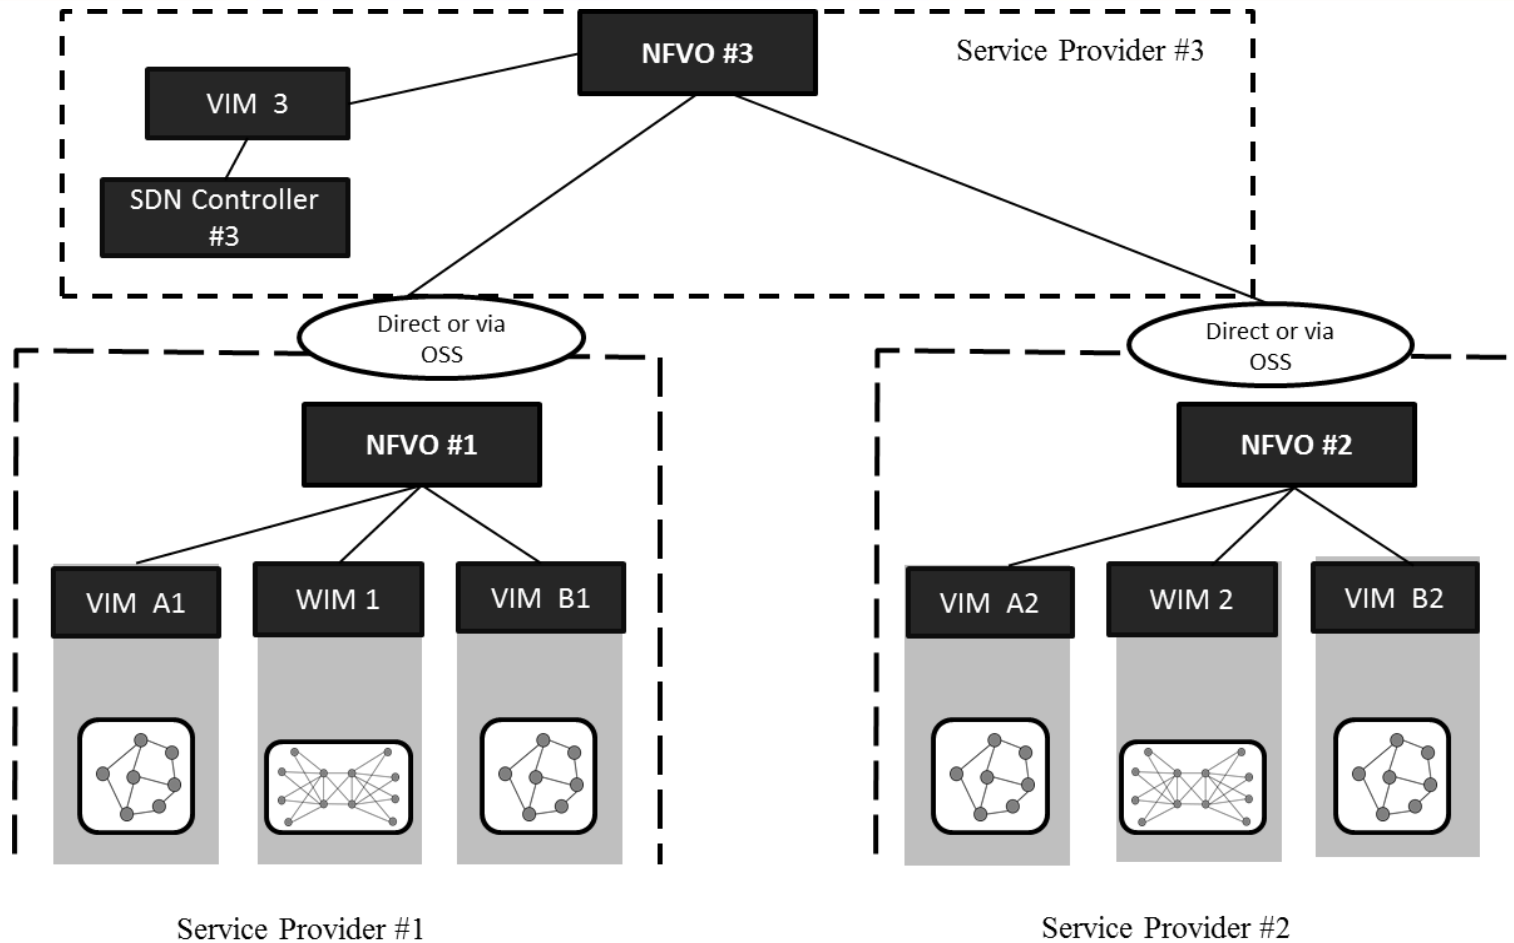 NFVO #3
Service Provider #3
VIM 3
SDN Controller
#3
Direct or via
OSS
Direct or via
OSS
NFVO #1
NFVO #2
VIM A1
WIM 1
VIM B1
VIM A2
WIM 2
VIM B2
Service Provider #1
Service Provider #2